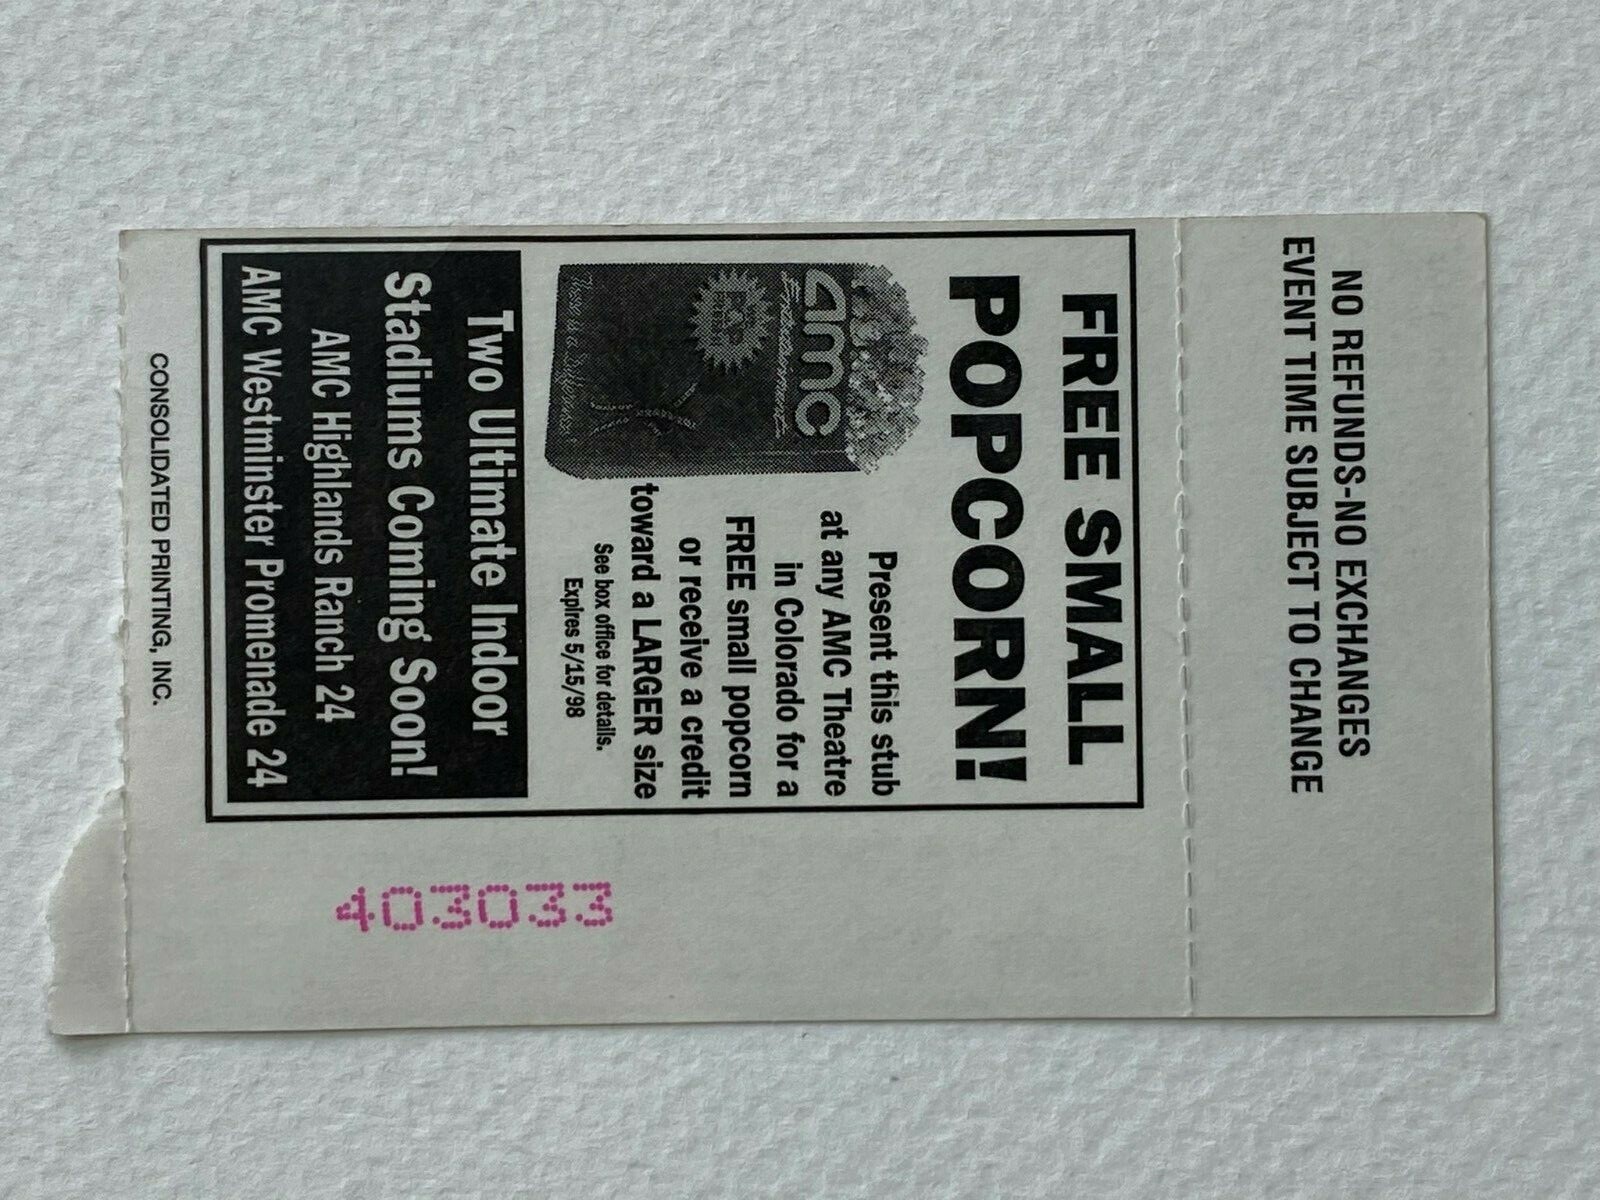 NO REFUNDS-NO EXCHANGES
EVENT TIME SUBJECT TO CHANGE
FREE SMALL
POPCORN!
amc
There is a Difference
Present this stub
at any AMC Theatre
in Colorado for a
FREE small popcorn
or receive a credit
toward a LARGER size
See box office for details.
Expires 5/15/98
Two Ultimate Indoor
Stadiums Coming Soon!
AMC Highlands Ranch 24
AMC Westminster Promenade 24
CONSOLIDATED PRINTING, INC.
403033